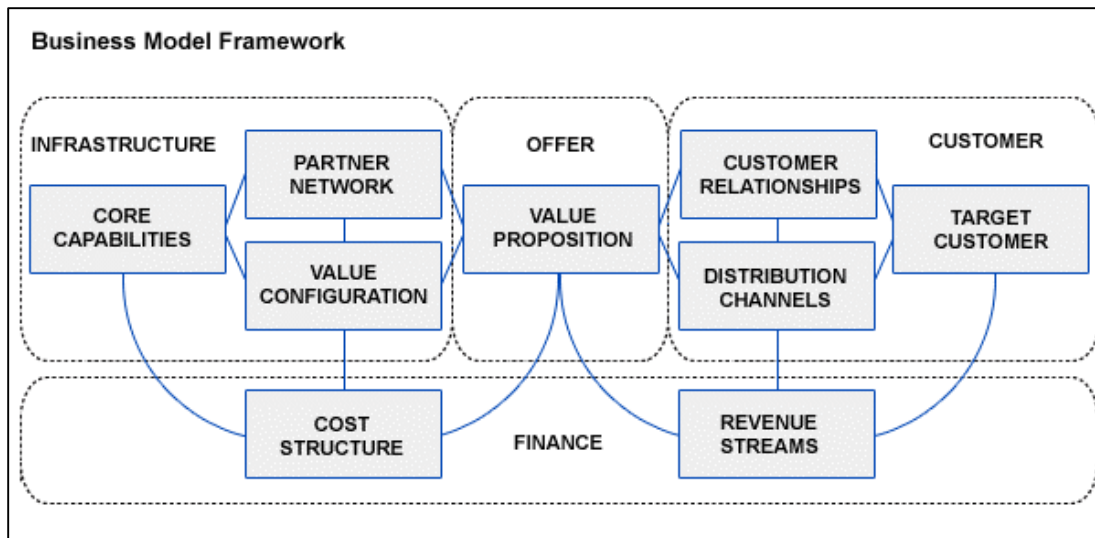 Business Model Framework
INFRASTRUCTURE
CORE
CAPABILITIES
PARTNER
NETWORK
VALUE
CONFIGURATION
OFFER
VALUE
PROPOSITION
CUSTOMER
RELATIONSHIPS
DISTRIBUTION
CHANNELS
CUSTOMER
TARGET
CUSTOMER
COST
STRUCTURE
FINANCE
REVENUE
STREAMS